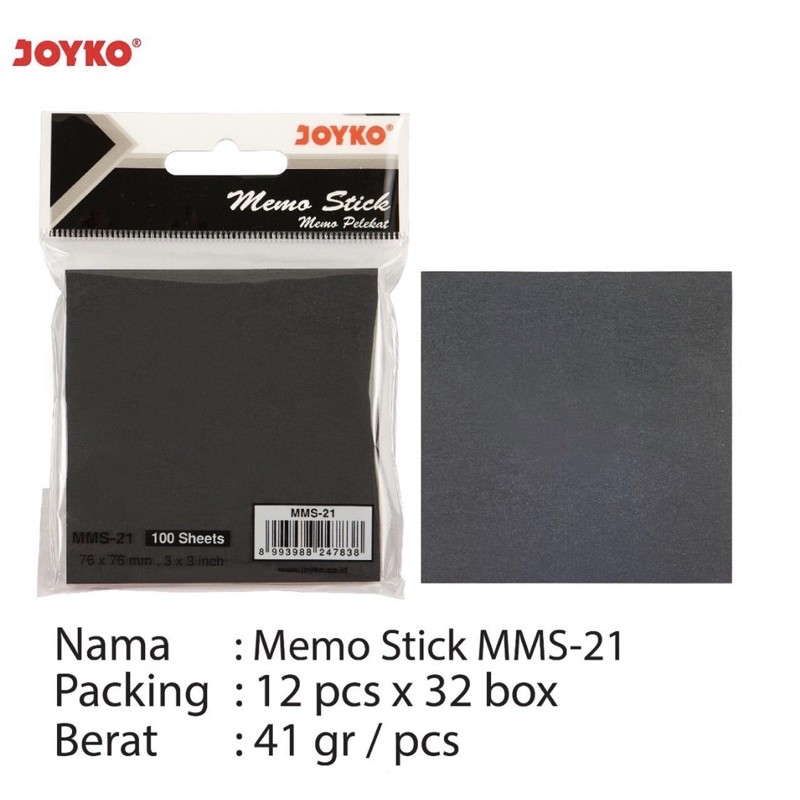 JOYKO®
JOYKO®
Memo Stick
Memo Pelekat
MMS-21
MMS-21 100 Sheets
8 993988 247838
76 x 76 mm . 3 x 3 inch
www.joyko.co.id
Nama : Memo Stick MMS-21
Packing : 12 pcs x 32 box
Berat : 41 gr / pcs